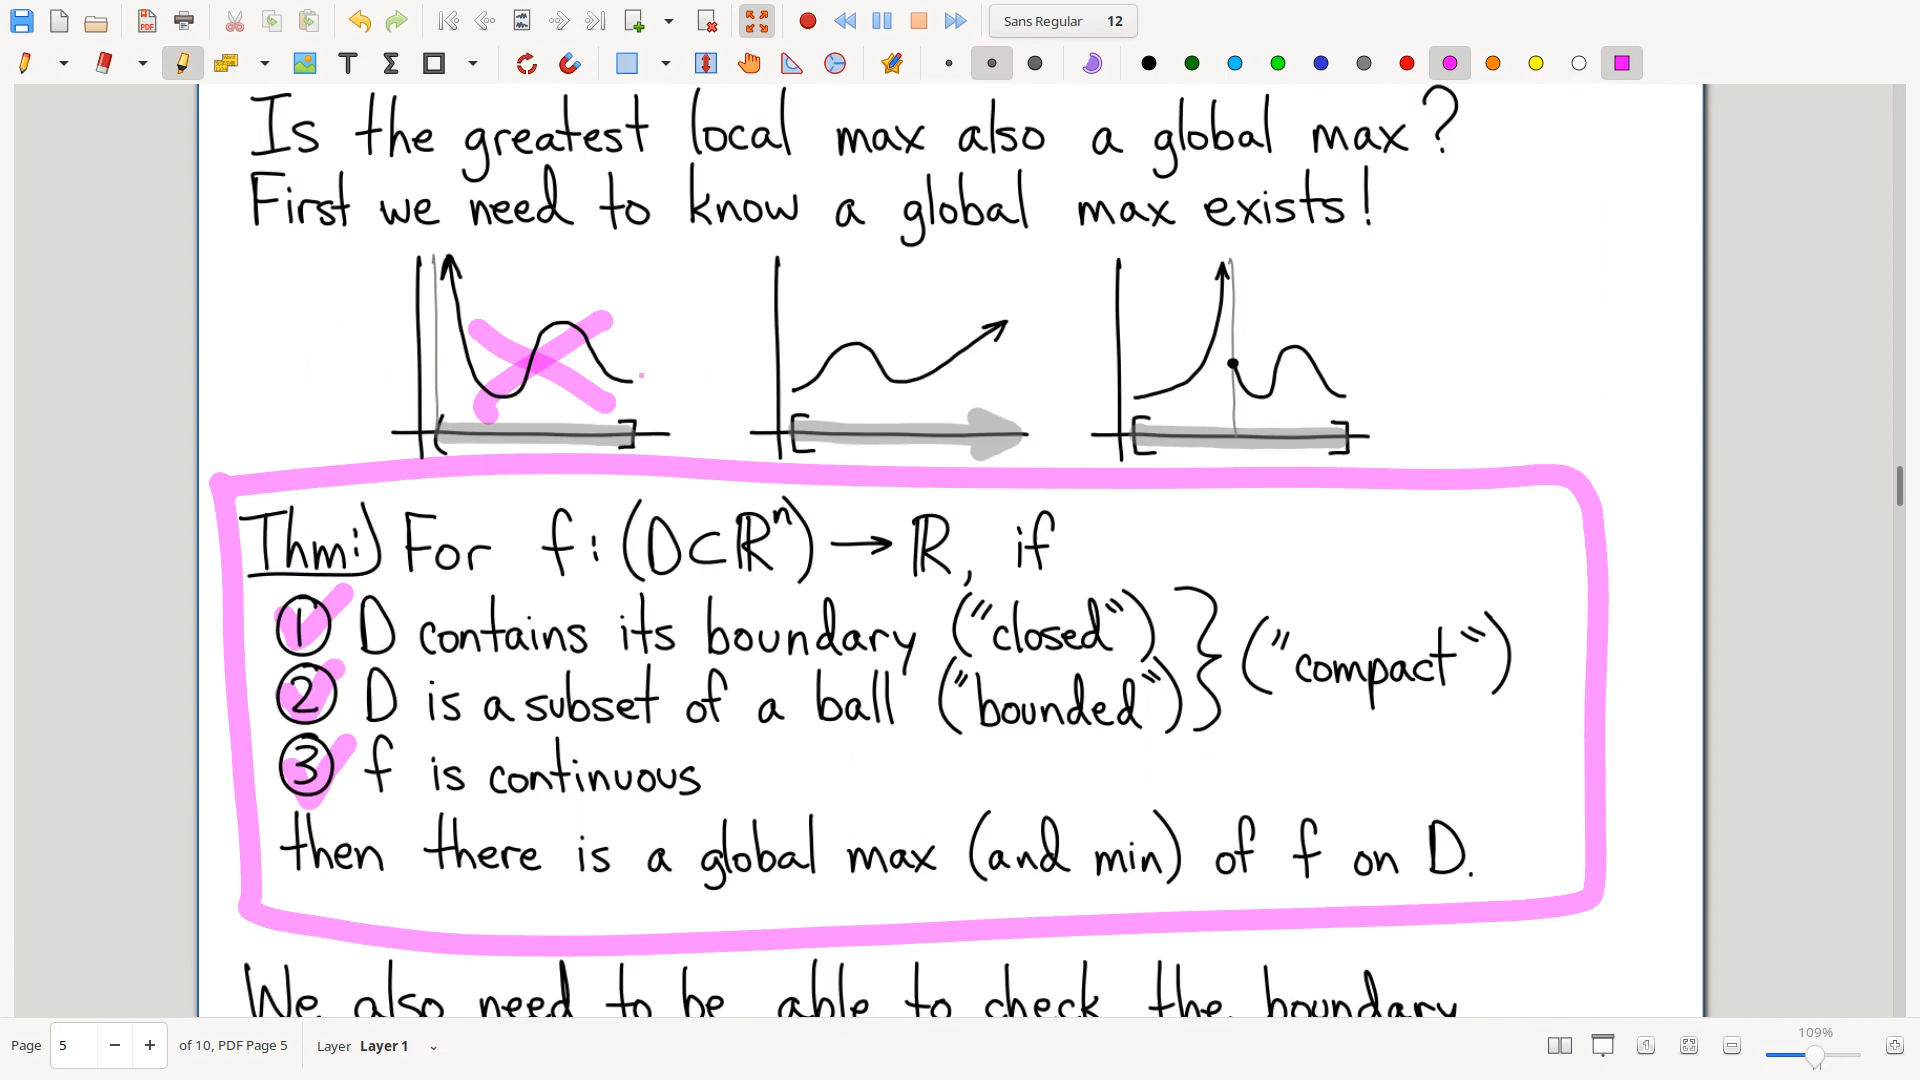 Sans Regular 12
Is the greatest local max also a global max?
First we need to know a global max exists!
Thm:) For f: (D⊂ℝⁿ) → ℝ, if
① D contains its boundary ("closed")
② D is a subset of a ball ("bounded") } ("compact")
③ f is continuous
then there is a global max (and min) of f on D.
We also need to be able to check the boundary
Page 5 − + of 10, PDF Page 5 Layer Layer 1 109%